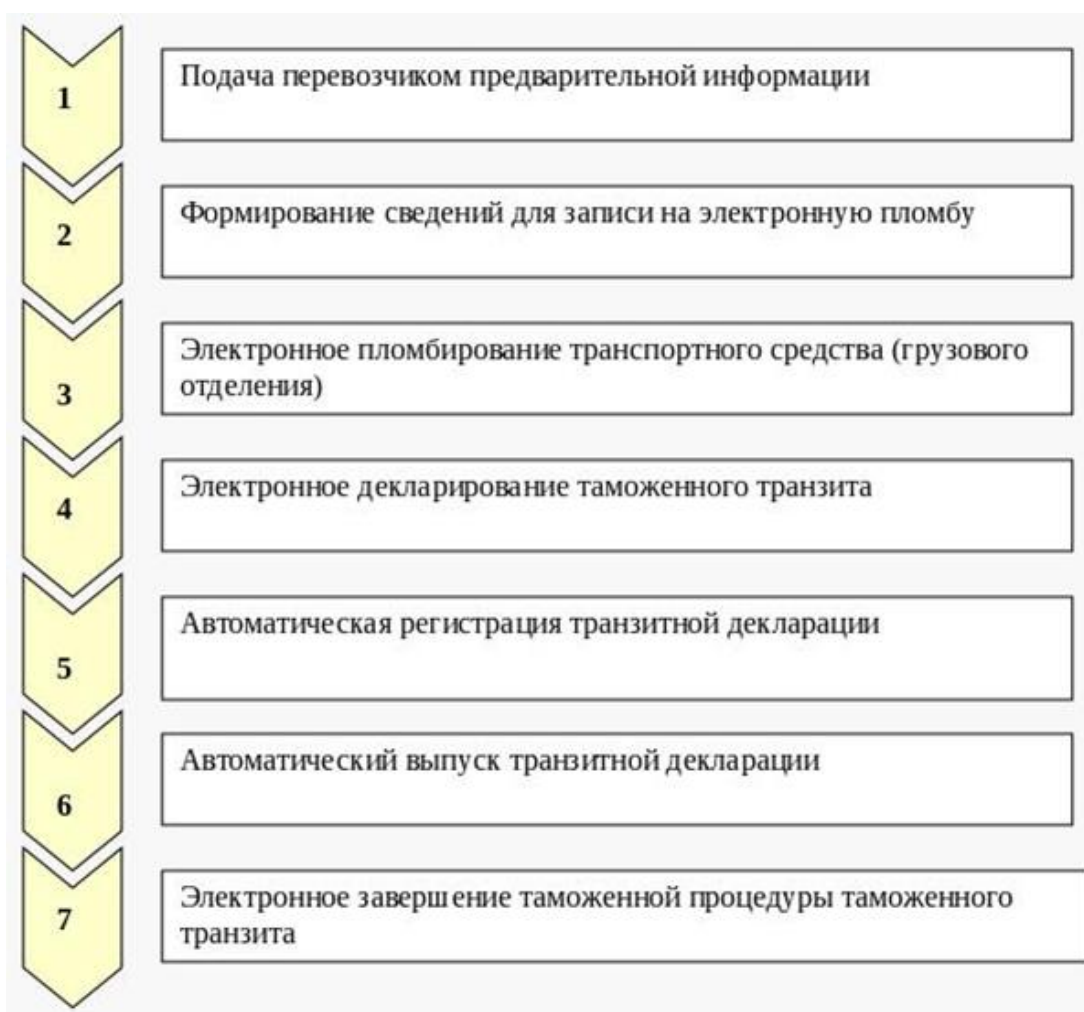 1
Подача перевозчиком предварительной информации
2
Формирование сведений для записи на электронную пломбу
3
Электронное пломбирование транспортного средства (грузового
отделения)
4
Электронное декларирование таможенного транзита
5
Автоматическая регистрация транзитной декларации
6
Автоматический выпуск транзитной декларации
7
Электронное завершение таможенной процедуры таможенного
транзита